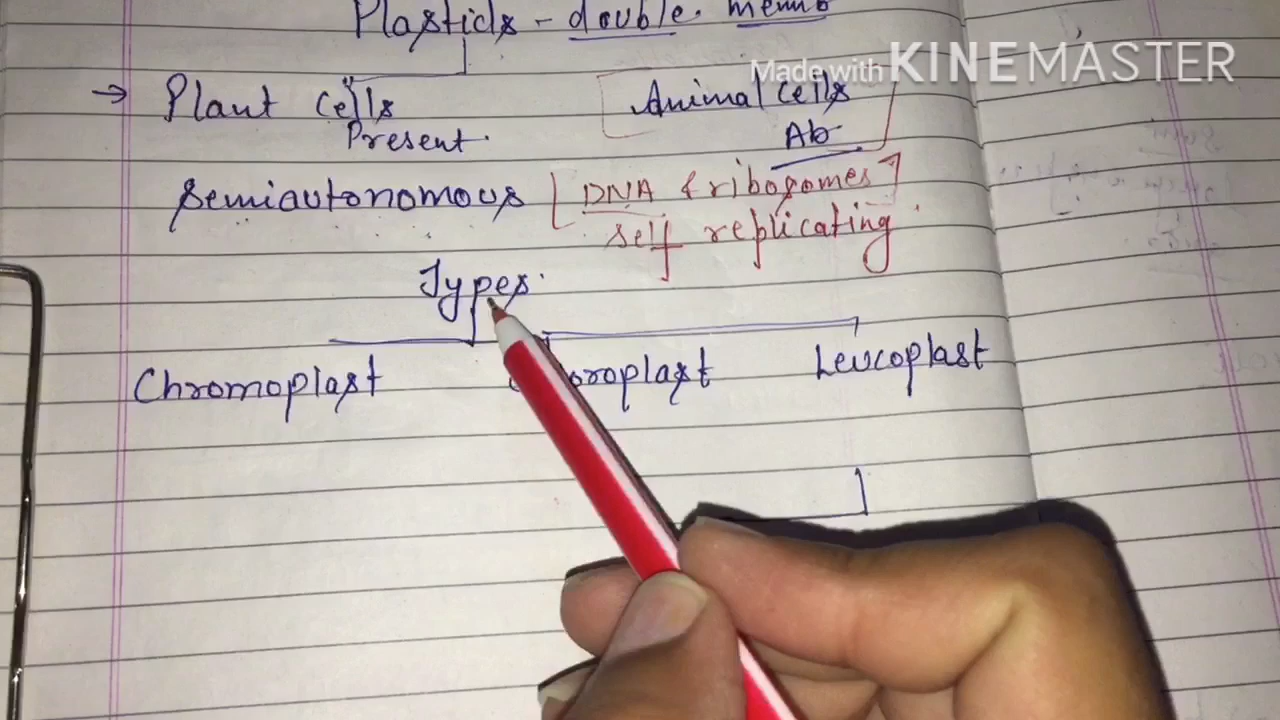 Plastids - double memb
Made with KINEMASTER
→ Plant Cells Animal Cells
Present. Ab-
Semiautonomous [DNA & ribosomes]
self replicating
Types.
Chromoplast oroplast Leucoplast